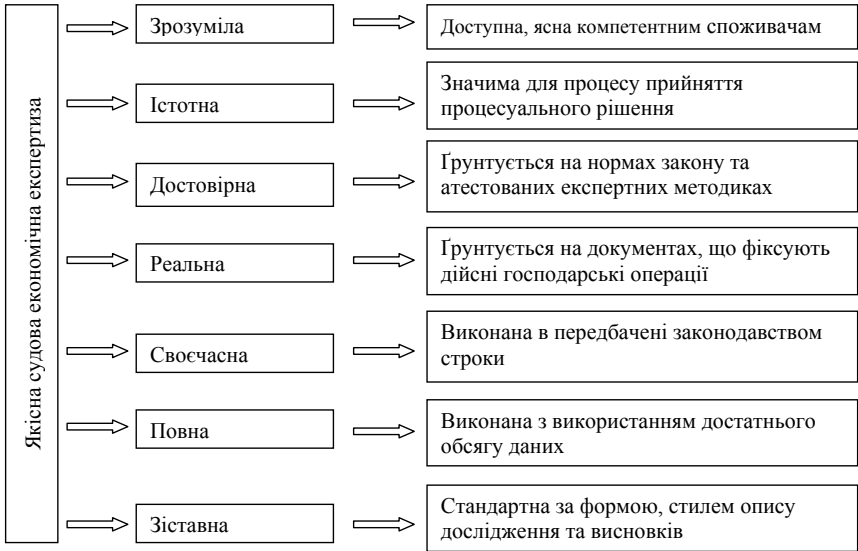 Якісна судова економічна експертиза
Зрозуміла
Доступна, ясна компетентним споживачам
Істотна
Значима для процесу прийняття
процесуального рішення
Достовірна
Ґрунтується на нормах закону та
атестованих експертних методиках
Реальна
Ґрунтується на документах, що фіксують
дійсні господарські операції
Своєчасна
Виконана в передбачені законодавством
строки
Повна
Виконана з використанням достатнього
обсягу даних
Зіставна
Стандартна за формою, стилем опису
дослідження та висновків